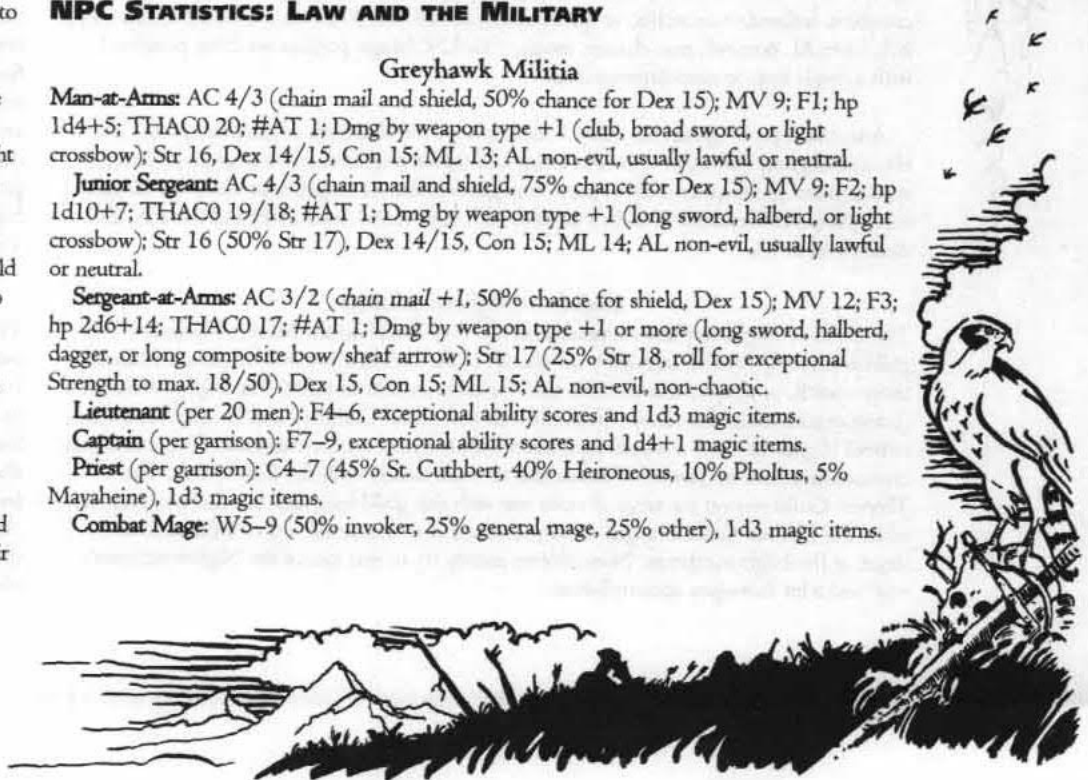 to
NPC STATISTICS: LAW AND THE MILITARY
Greyhawk Militia
Man-at-Arms: AC 4/3 (chain mail and shield, 50% chance for Dex 15); MV 9; F1; hp
1d4+5; THAC0 20; #AT 1; Dmg by weapon type +1 (club, broad sword, or light
crossbow); Str 16, Dex 14/15, Con 15; ML 13; AL non-evil, usually lawful or neutral.
Junior Sergeant: AC 4/3 (chain mail and shield, 75% chance for Dex 15); MV 9; F2; hp
1d10+7; THAC0 19/18; #AT 1; Dmg by weapon type +1 (long sword, halberd, or light
crossbow); Str 16 (50% Str 17), Dex 14/15, Con 15; ML 14; AL non-evil, usually lawful
or neutral.
Sergeant-at-Arms: AC 3/2 (chain mail +1, 50% chance for shield, Dex 15); MV 12; F3;
hp 2d6+14; THAC0 17; #AT 1; Dmg by weapon type +1 or more (long sword, halberd,
dagger, or long composite bow/sheaf arrrow); Str 17 (25% Str 18, roll for exceptional
Strength to max. 18/50), Dex 15, Con 15; ML 15; AL non-evil, non-chaotic.
Lieutenant (per 20 men): F4–6, exceptional ability scores and 1d3 magic items.
Captain (per garrison): F7–9, exceptional ability scores and 1d4+1 magic items.
Priest (per garrison): C4–7 (45% St. Cuthbert, 40% Heironeous, 10% Pholtus, 5%
Mayaheine), 1d3 magic items.
Combat Mage: W5–9 (50% invoker, 25% general mage, 25% other), 1d3 magic items.